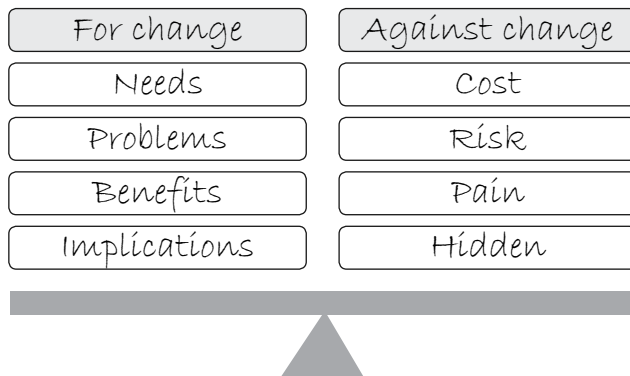 For change
Needs
Problems
Benefits
Implications
Against change
Cost
Risk
Pain
Hidden